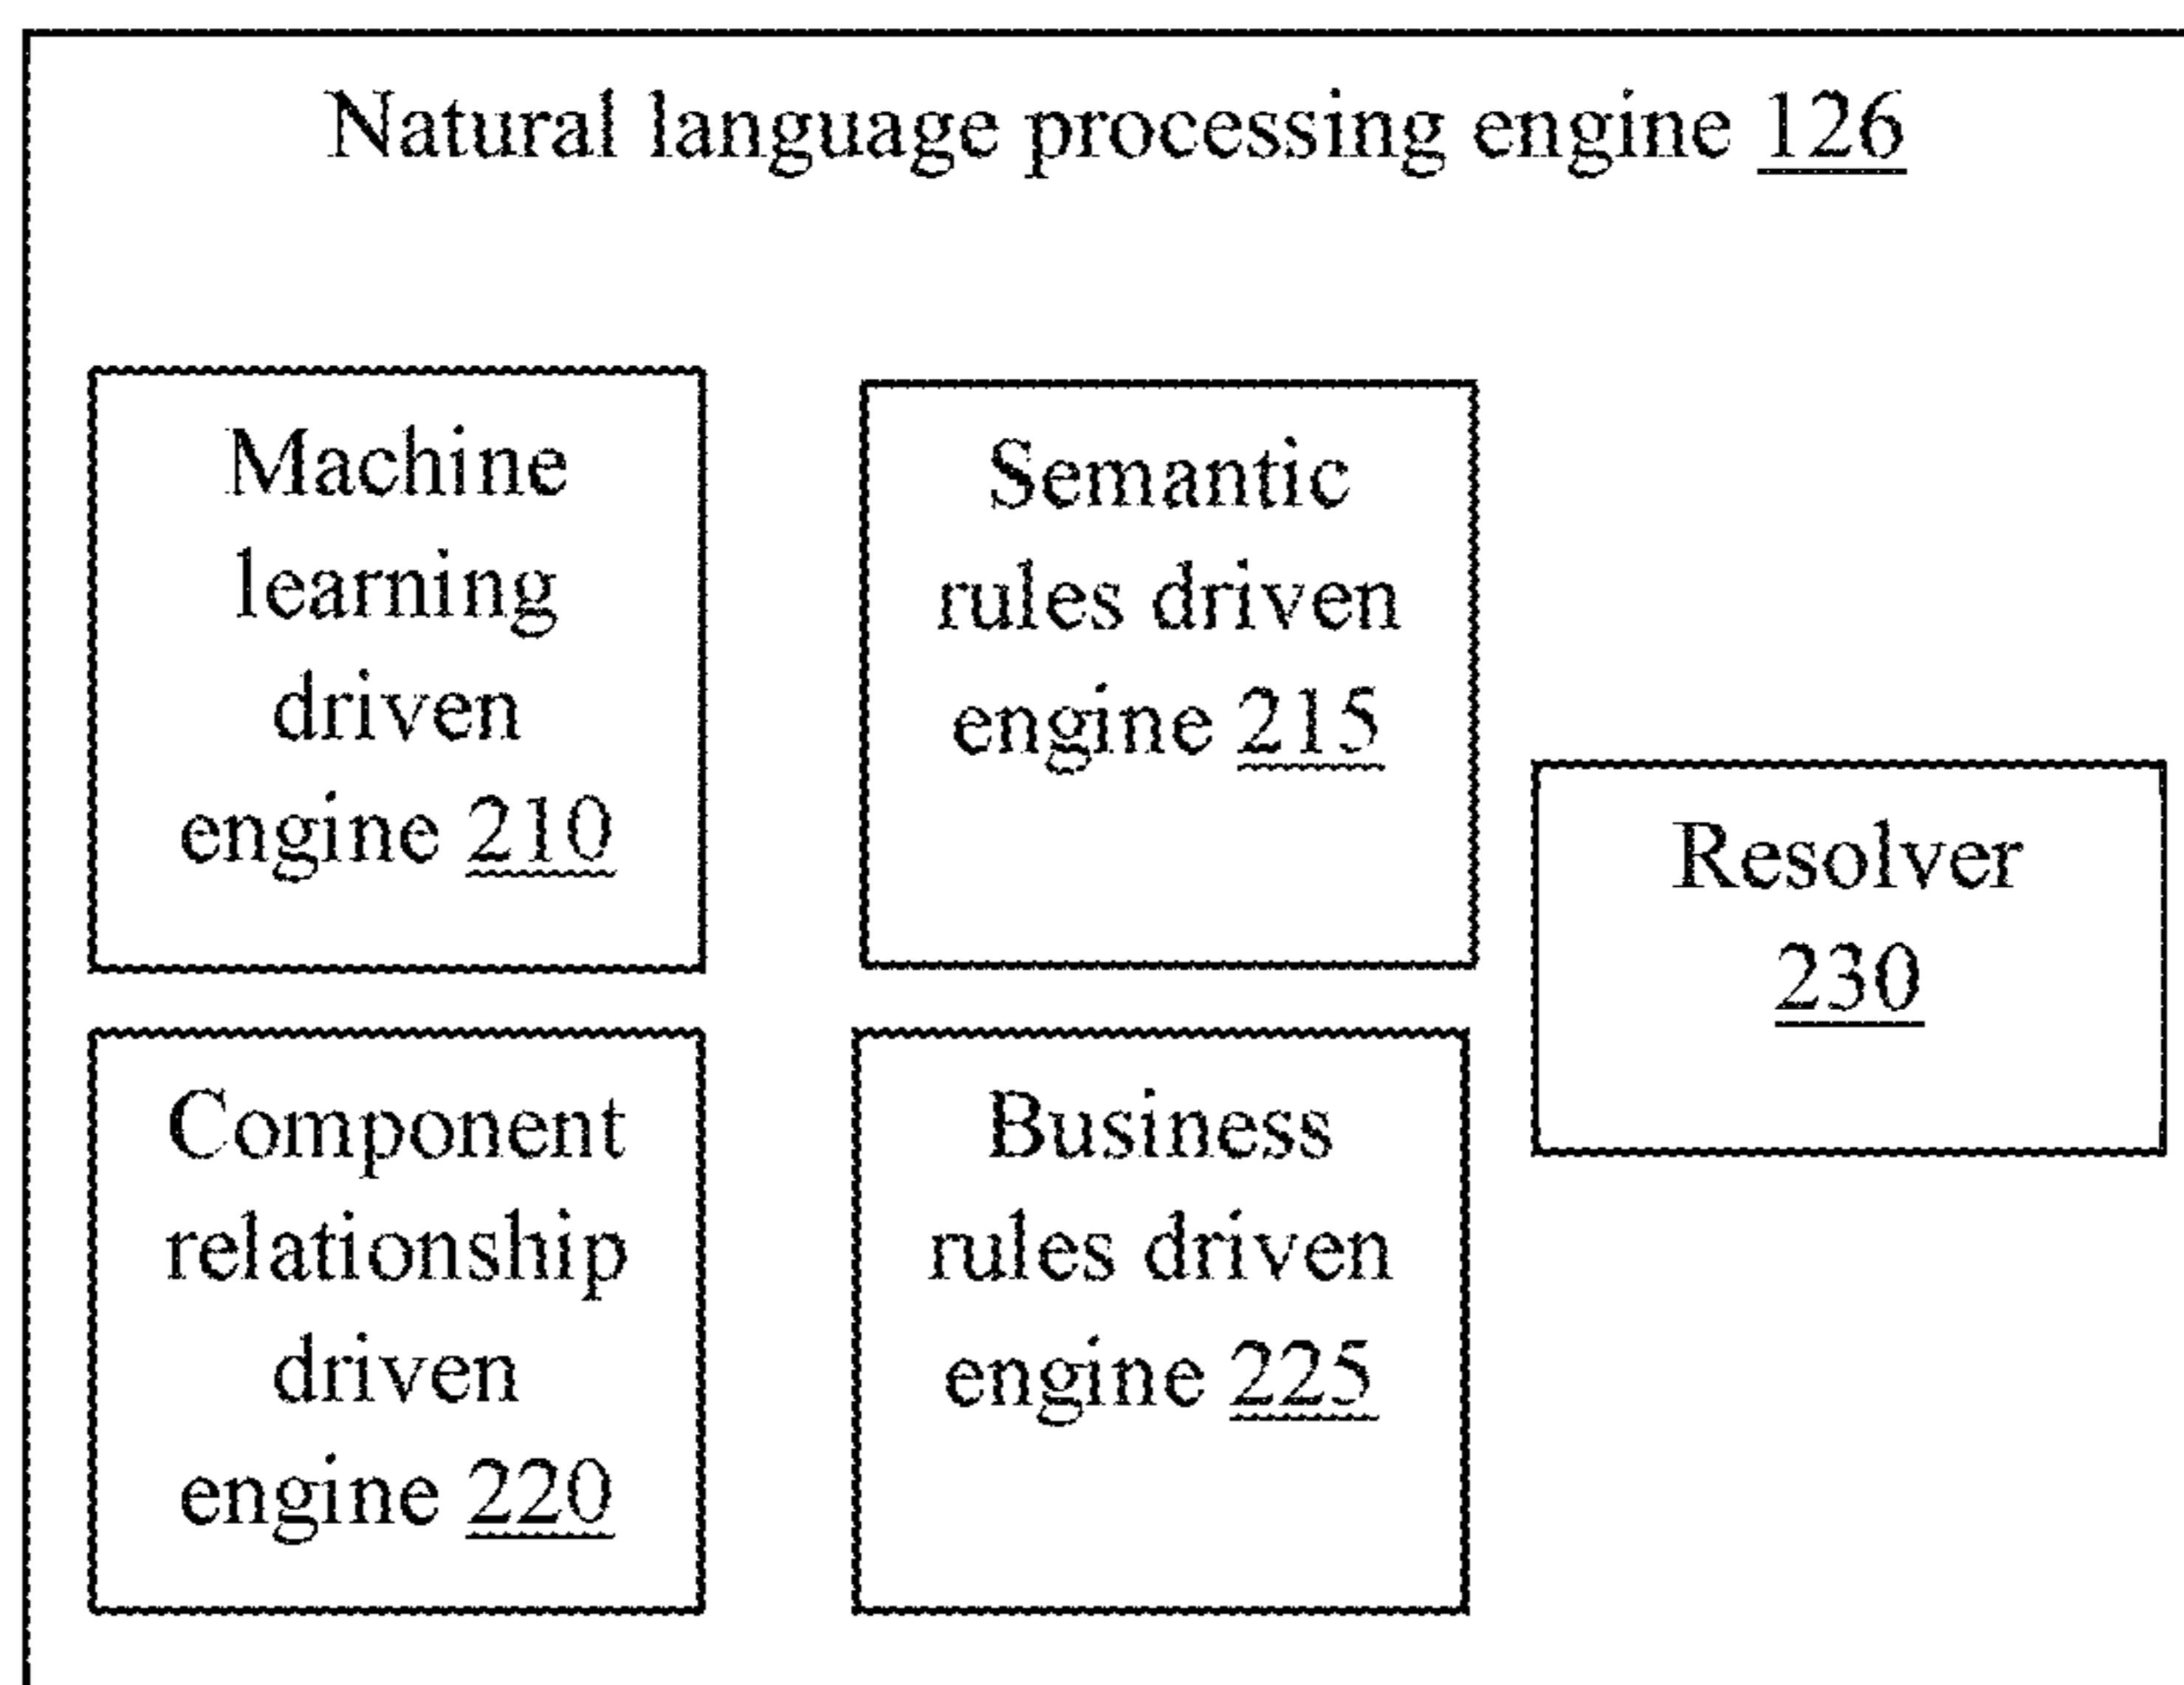 Natural language processing engine 126
Machine
learning
driven
engine 210
Semantic
rules driven
engine 215
Resolver
230
Component
relationship
driven
engine 220
Business
rules driven
engine 225